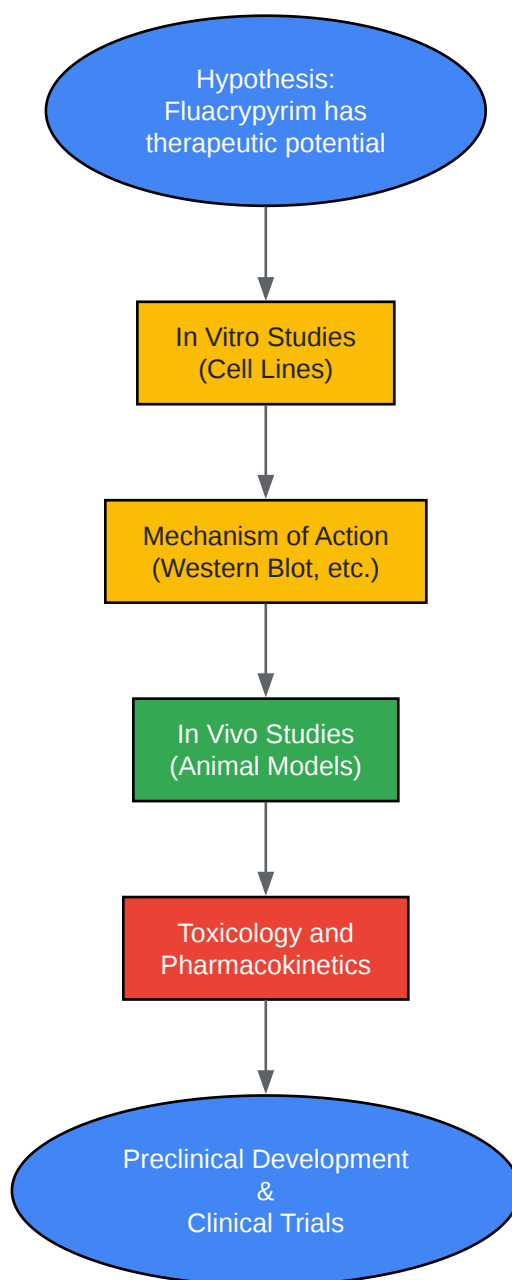 Hypothesis:
Fluacrypyrim has
therapeutic potential
In Vitro Studies
(Cell Lines)
Mechanism of Action
(Western Blot, etc.)
In Vivo Studies
(Animal Models)
Toxicology and
Pharmacokinetics
Preclinical Development
&
Clinical Trials